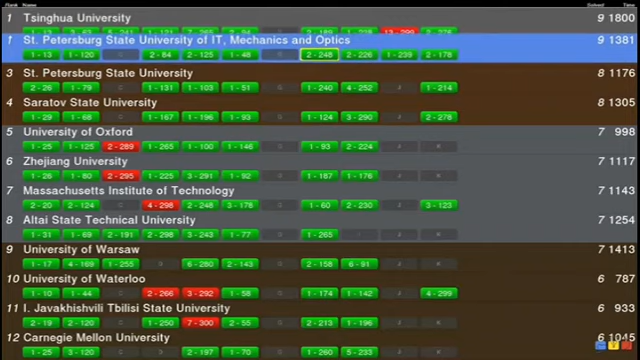 Rank Name Solved Time
1 Tsinghua University 9 1800
1 St. Petersburg State University of IT, Mechanics and Optics 9 1381
1 - 13 1 - 120 C 2 - 84 2 - 125 1 - 48 G 2 - 248 2 - 226 1 - 239 2 - 178
3 St. Petersburg State University 8 1176
2 - 26 1 - 79 C 1 - 131 1 - 103 1 - 51 G 1 - 240 4 - 252 J 1 - 214
4 Saratov State University 8 1305
1 - 29 1 - 68 C 1 - 167 1 - 196 1 - 93 G 1 - 124 3 - 290 J 2 - 278
5 University of Oxford 7 998
1 - 25 1 - 125 2 - 289 1 - 265 1 - 100 1 - 146 G 1 - 93 2 - 224 J K
6 Zhejiang University 7 1117
1 - 26 1 - 80 2 - 295 1 - 225 3 - 291 1 - 92 G 1 - 187 1 - 176 J K
7 Massachusetts Institute of Technology 7 1143
2 - 20 2 - 124 C 4 - 298 2 - 248 3 - 178 G 1 - 60 2 - 230 J 3 - 123
8 Altai State Technical University 7 1254
1 - 31 1 - 69 2 - 191 2 - 298 3 - 243 1 - 77 G 1 - 265 J K
9 University of Warsaw 7 1413
1 - 17 4 - 169 1 - 255 D 6 - 280 2 - 143 G 2 - 158 6 - 91 J K
10 University of Waterloo 6 787
1 - 10 1 - 44 C 2 - 266 3 - 292 1 - 58 G 1 - 174 1 - 142 J 4 - 299
11 I. Javakhishvili Tbilisi State University 6 933
2 - 19 2 - 120 C 1 - 250 7 - 300 2 - 55 G 2 - 213 1 - 196 J K
12 Carnegie Mellon University 6 1045
1 - 25 3 - 120 C D 2 - 197 2 - 70 G 1 - 260 5 - 233 J K